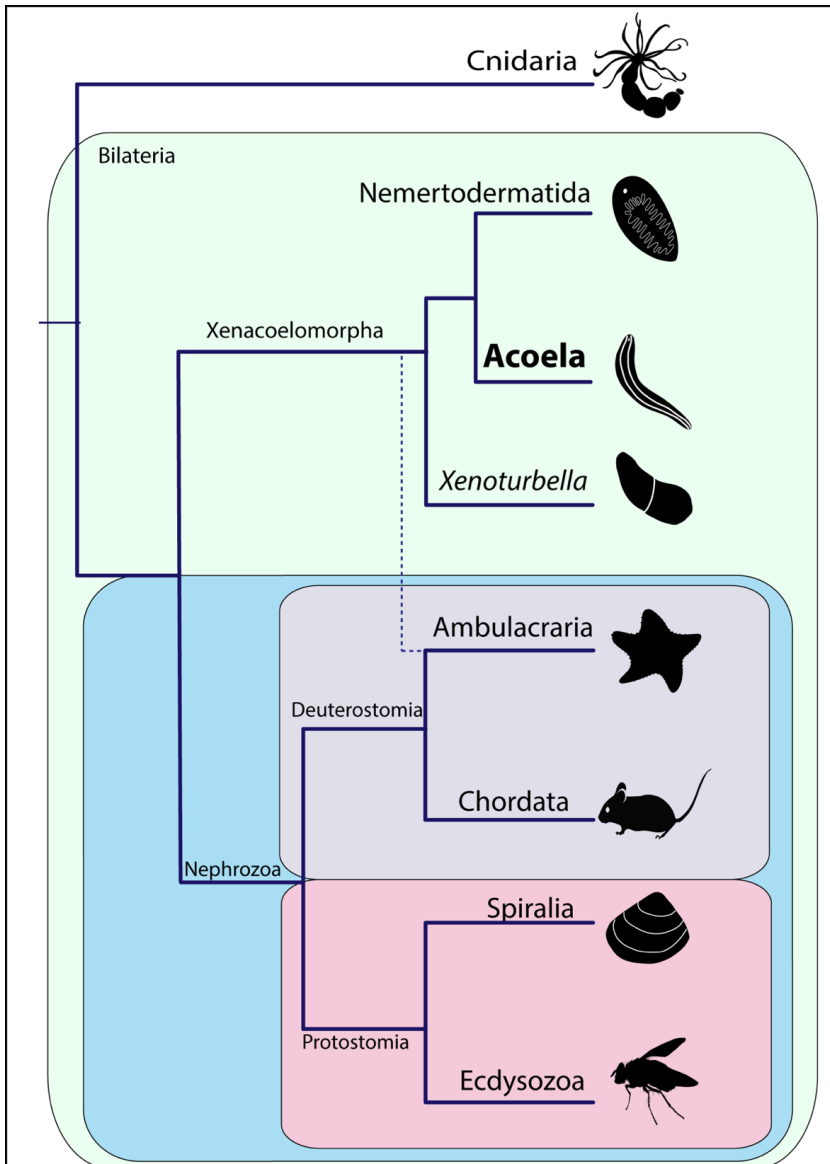 Cnidaria
Bilateria
Nemertodermatida
Xenacoelomorpha
Acoela
Xenoturbella
Ambulacraria
Deuterostomia
Chordata
Nephrozoa
Spiralia
Protostomia
Ecdysozoa